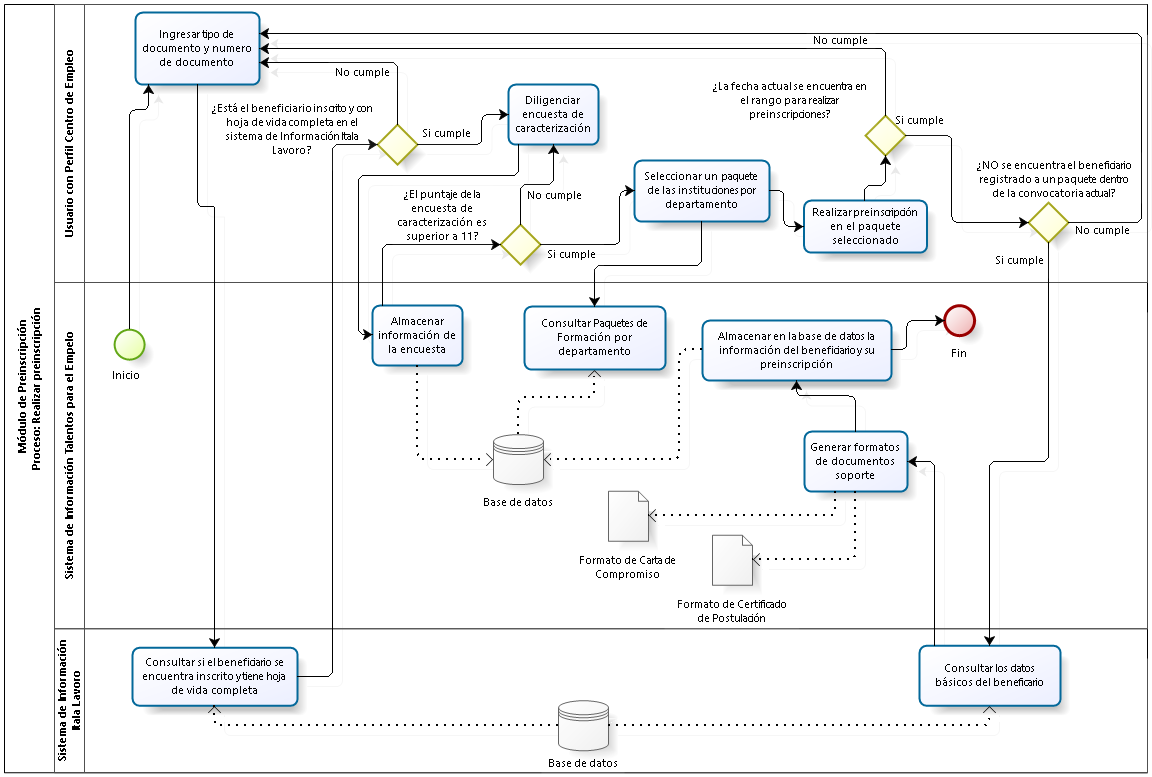 Módulo de Preinscripción
Proceso: Realizar preinscripción
Usuario con Perfil Centro de Empleo
Ingresar tipo de
documento y numero
de documento
No cumple
No cumple
¿Está el beneficiario inscrito y con
hoja de vida completa en el
sistema de Información Itala
Lavoro?
Si cumple
Diligenciar
encuesta de
caracterización
¿El puntaje de la
encuesta de
caracterización es
superior a 11?
No cumple
Si cumple
Seleccionar un paquete
de las instituciones por
departamento
¿La fecha actual se encuentra en
el rango para realizar
preinscripciones?
Si cumple
Realizar preinscripción
en el paquete
seleccionado
¿NO se encuentra el beneficiario
registrado a un paquete dentro
de la convocatoria actual?
No cumple
Si cumple
Sistema de Información Talentos para el Empelo
Inicio
Almacenar
información de
la encuesta
Consultar Paquetes de
Formación por
departamento
Almacenar en la base de datos la
información del beneficiario y su
preinscripción
Fin
Base de datos
Generar formatos
de documentos
soporte
Formato de Carta de
Compromiso
Formato de Certificado
de Postulación
Sistema de Información
Itala Lavoro
Consultar si el beneficiario se
encuentra inscrito y tiene hoja
de vida completa
Base de datos
Consultar los datos
básicos del benefiario